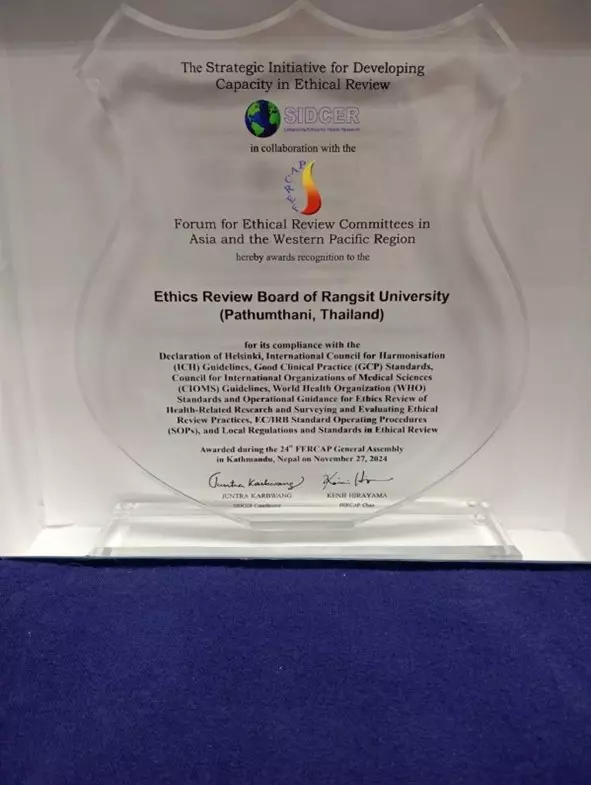 The Strategic Initiative for Developing
Capacity in Ethical Review
SIDCER
in collaboration with the
FERCAP
Forum for Ethical Review Committees in
Asia and the Western Pacific Region
hereby awards recognition to the
Ethics Review Board of Rangsit University
(Pathumthani, Thailand)
for its compliance with the
Declaration of Helsinki, International Council for Harmonisation
(ICH) Guidelines, Good Clinical Practice (GCP) Standards,
Council for International Organizations of Medical Sciences
(CIOMS) Guidelines, World Health Organization (WHO)
Standards and Operational Guidance for Ethics Review of
Health-Related Research and Surveying and Evaluating Ethical
Review Practices, EC/IRB Standard Operating Procedures
(SOPs), and Local Regulations and Standards in Ethical Review
Awarded during the 24th FERCAP General Assembly
in Kathmandu, Nepal on November 27, 2024
Juntra Karbwang
JUNTRA KARBWANG KENJI HIRAYAMA
SIDCER Coordinator FERCAP Chair